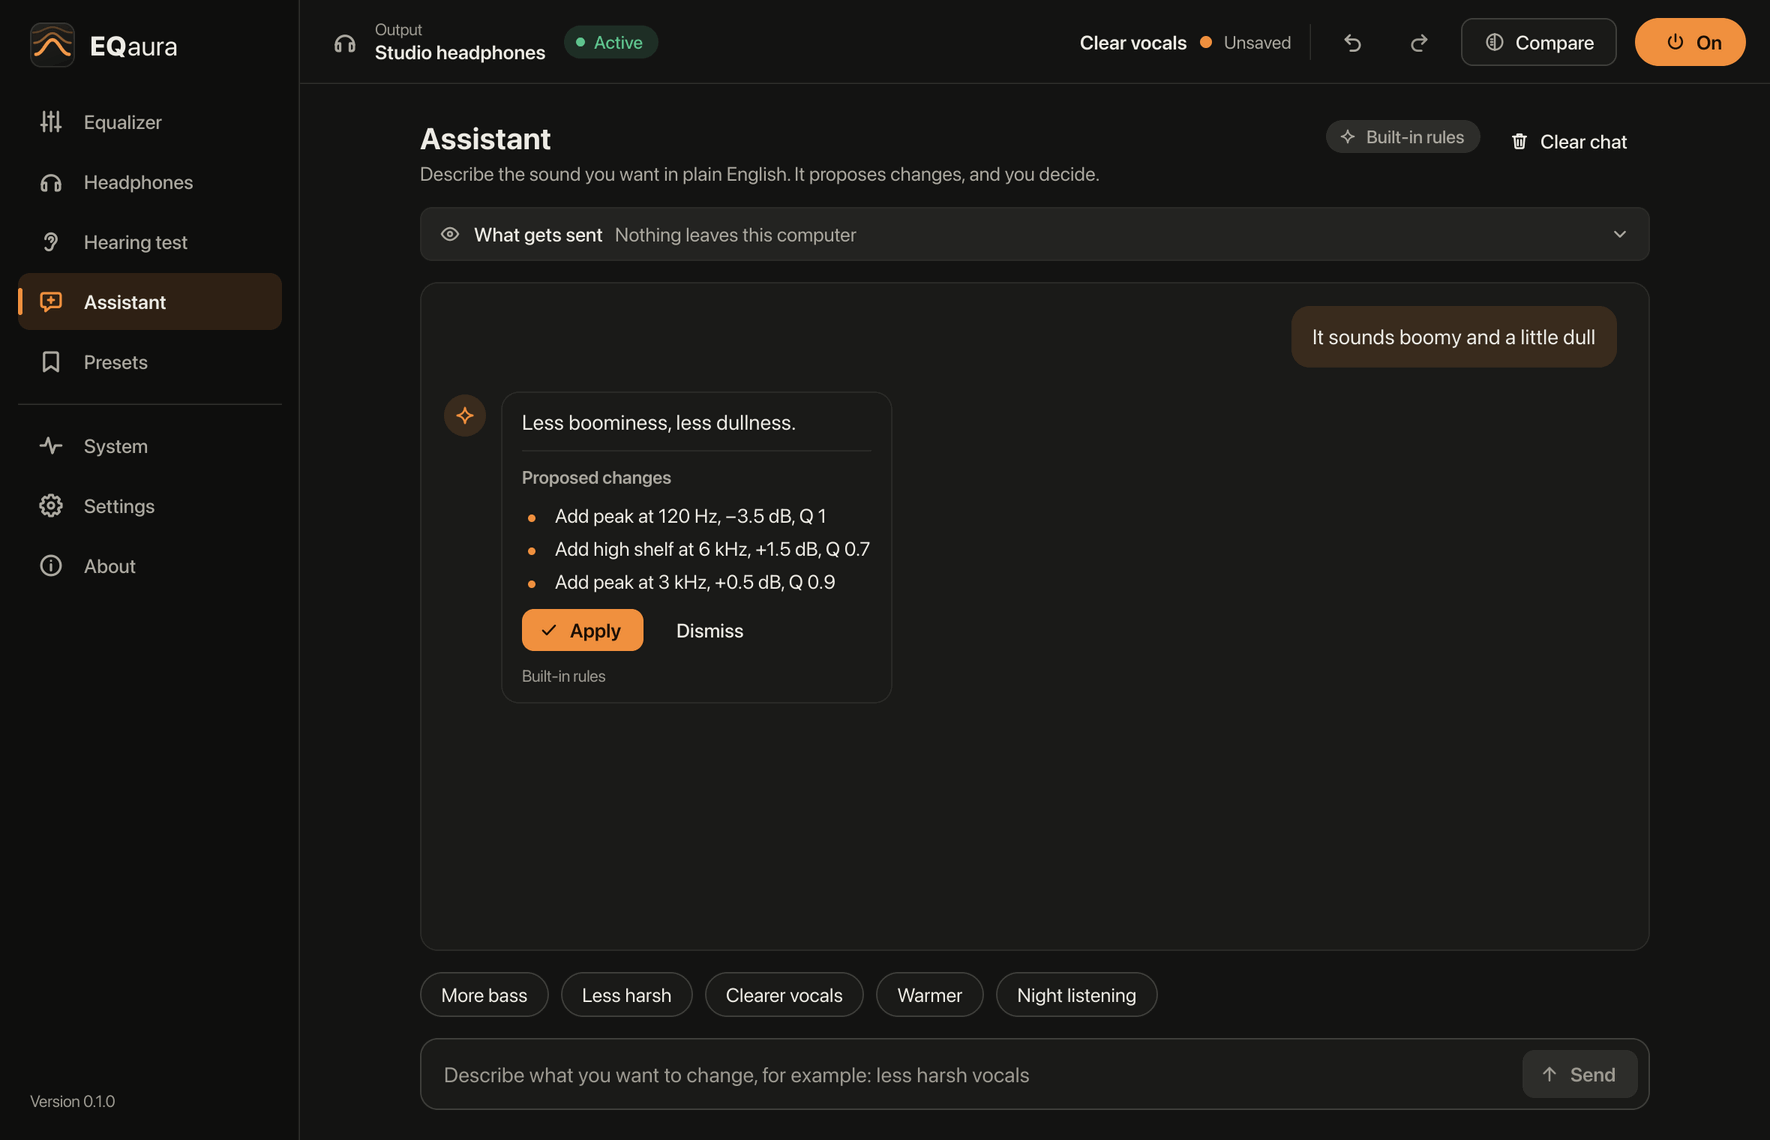 EQaura
Equalizer
Headphones
Hearing test
Assistant
Presets
System
Settings
About
Version 0.1.0
Output
Studio headphones
Active
Clear vocals
Unsaved
Compare
On
Assistant
Describe the sound you want in plain English. It proposes changes, and you decide.
Built-in rules
Clear chat
What gets sent Nothing leaves this computer
It sounds boomy and a little dull
Less boominess, less dullness.
Proposed changes
Add peak at 120 Hz, −3.5 dB, Q 1
Add high shelf at 6 kHz, +1.5 dB, Q 0.7
Add peak at 3 kHz, +0.5 dB, Q 0.9
Apply
Dismiss
Built-in rules
More bass
Less harsh
Clearer vocals
Warmer
Night listening
Describe what you want to change, for example: less harsh vocals
Send